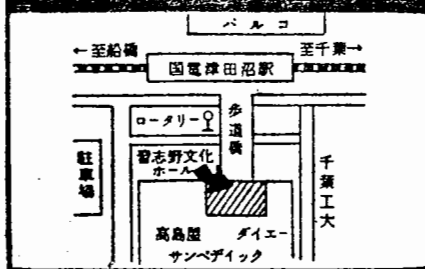 パルコ
←至船橋
至千葉→
国電津田沼駅
ロータリー
歩道橋
習志野文化
ホール
駐車場
千葉工大
高島屋
ダイエー
サンペディック